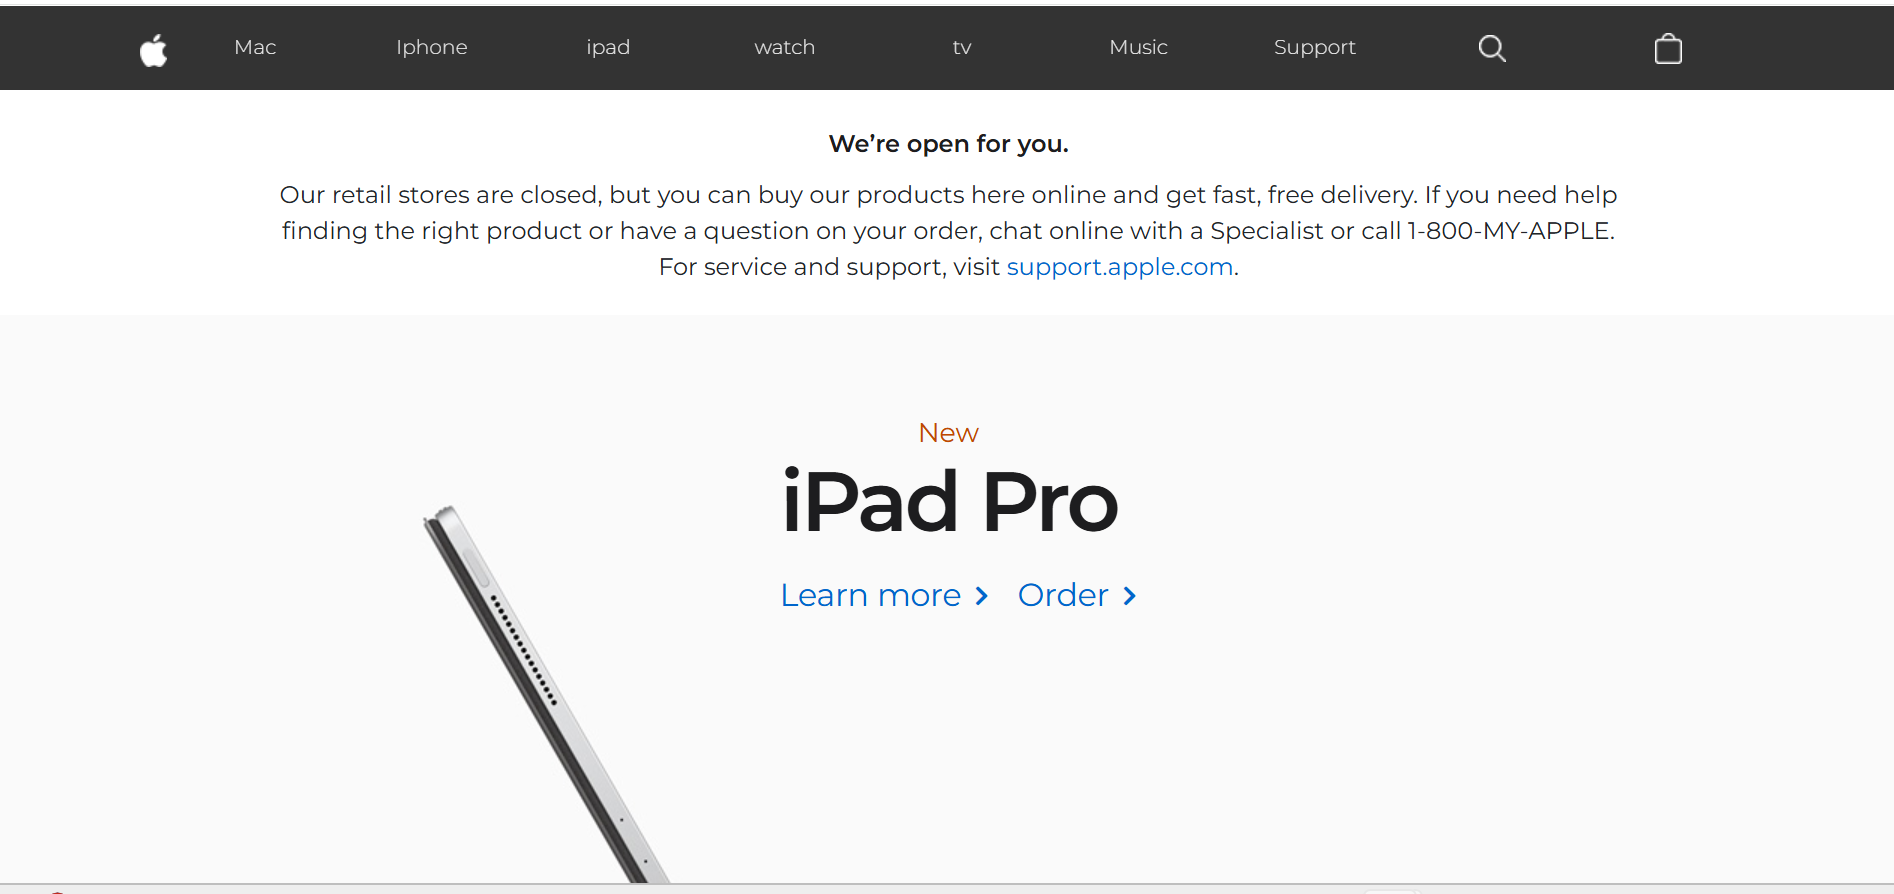 Mac Iphone ipad watch tv Music Support
We’re open for you.
Our retail stores are closed, but you can buy our products here online and get fast, free delivery. If you need help
finding the right product or have a question on your order, chat online with a Specialist or call 1-800-MY-APPLE.
For service and support, visit support.apple.com.
New
iPad Pro
Learn more Order